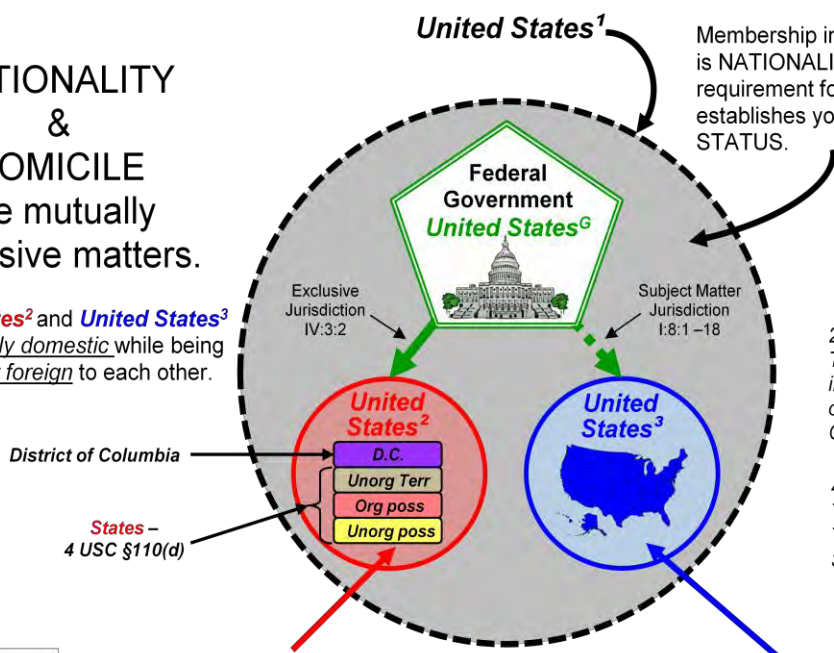 United States¹
TIONALITY
&
OMICILE
e mutually
sive matters.
Membership in
is NATIONALI
requirement fo
establishes yo
STATUS.
Federal
Government
United Statesᴳ
Exclusive
Jurisdiction
IV:3:2
Subject Matter
Jurisdiction
I:8:1 –18
tes² and United States³
ly domestic while being
foreign to each other.
United
States²
D.C.
Unorg Terr
Org poss
Unorg poss
United
States³
District of Columbia
States –
4 USC §110(d)